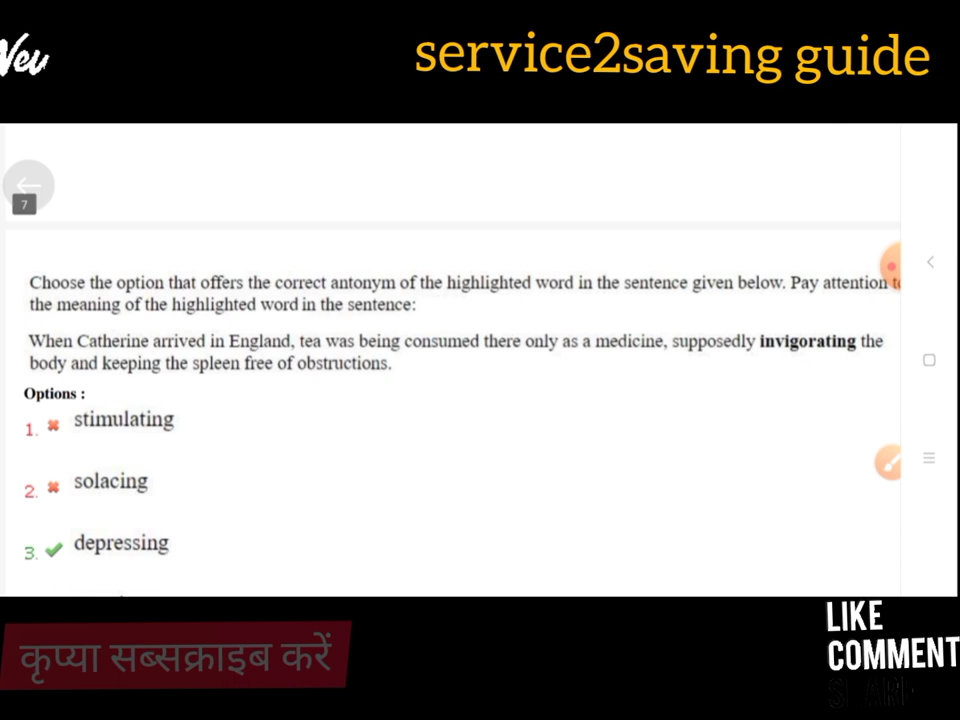 service2saving guide
7
Choose the option that offers the correct antonym of the highlighted word in the sentence given below. Pay attention
the meaning of the highlighted word in the sentence:
When Catherine arrived in England, tea was being consumed there only as a medicine, supposedly invigorating the
body and keeping the spleen free of obstructions.
Options :
1. stimulating
2. solacing
3. depressing
कृप्या सब्सक्राइब करें
LIKE
COMMENT